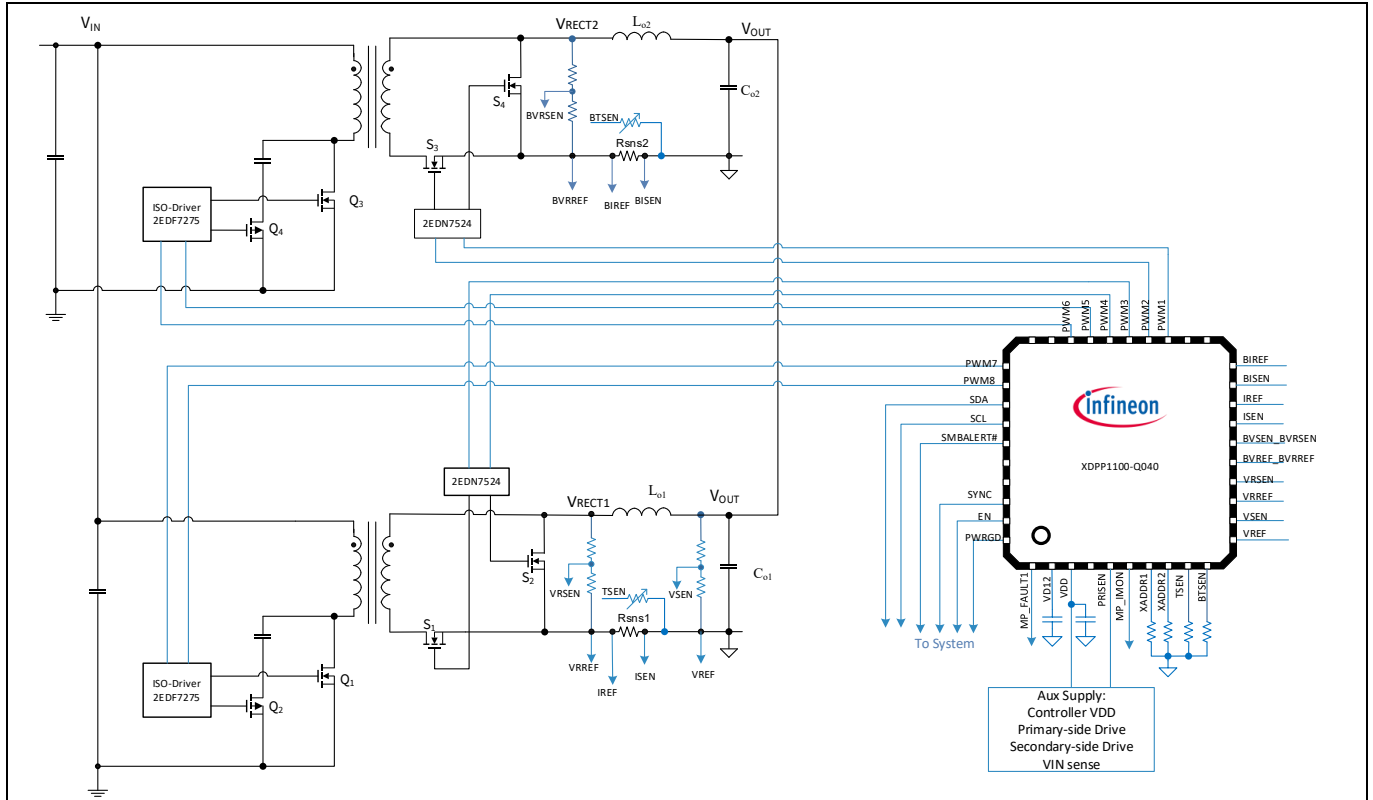 VIN
VRECT2
Lo2
VOUT
S4
BVRSEN
BTSEN
Co2
S3
Rsns2
ISO-Driver
2EDF7275
Q3
Q4
BVRREF
BIREF
BISEN
2EDN7524
PWM6
PWM5
PWM4
PWM3
PWM2
PWM1
PWM7
PWM8
SDA
SCL
SMBALERT#
SYNC
EN
PWRGD
infineon
XDPP1100-Q040
BIREF
BISEN
IREF
ISEN
BVSEN_BVRSEN
BVREF_BVRREF
VRSEN
VRREF
VSEN
VREF
MP_FAULT1
VD12
VDD
PRISEN
MP_IMON
XADDR1
XADDR2
TSEN
BTSEN
To System
2EDN7524
VRECT1
Lo1
VOUT
S2
VRSEN
TSEN
VSEN
Co1
S1
Rsns1
VRREF
IREF
ISEN
VREF
ISO-Driver
2EDF7275
Q1
Q2
Aux Supply:
Controller VDD
Primary-side Drive
Secondary-side Drive
VIN sense